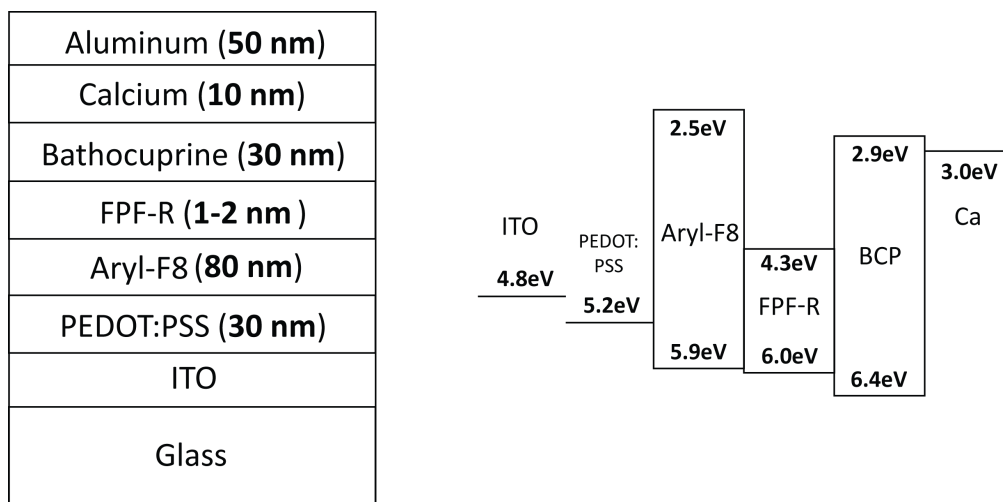 Aluminum (50 nm)
Calcium (10 nm)
Bathocuprine (30 nm)
FPF-R (1-2 nm )
Aryl-F8 (80 nm)
PEDOT:PSS (30 nm)
ITO
Glass
ITO
4.8eV
PEDOT:
PSS
5.2eV
2.5eV
Aryl-F8
5.9eV
4.3eV
FPF-R
6.0eV
2.9eV
BCP
6.4eV
3.0eV
Ca